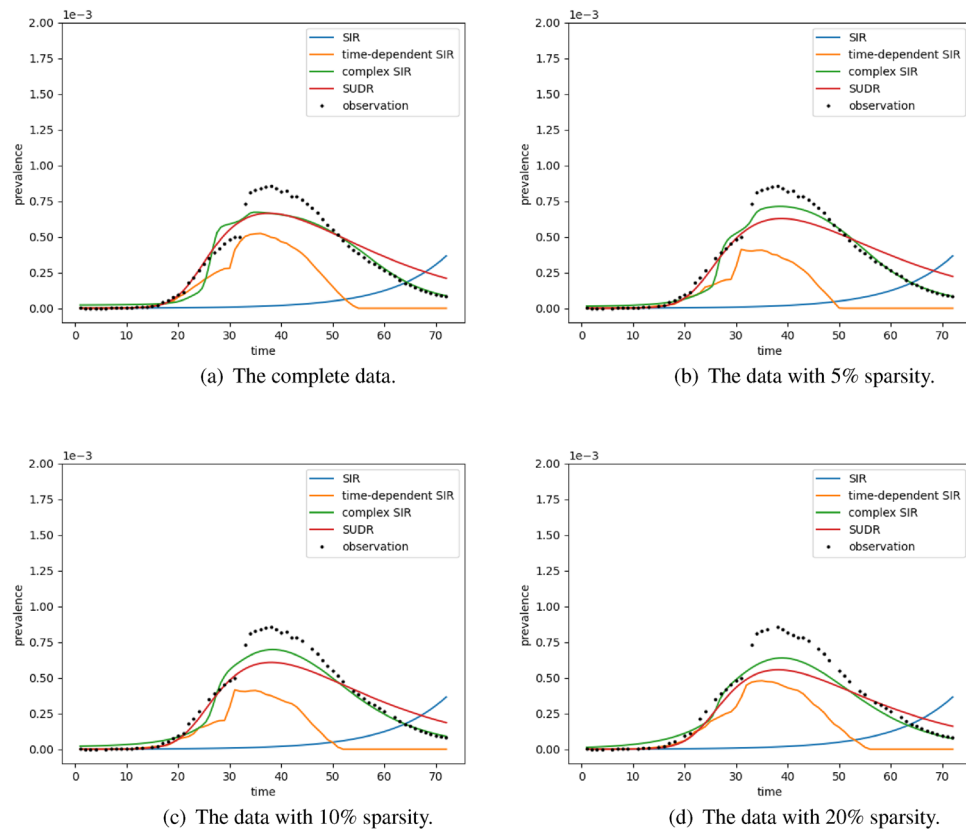 1e−3
2.00
1.75
1.50
1.25
1.00
0.75
0.50
0.25
0.00
prevalence
SIR
time-dependent SIR
complex SIR
SUDR
observation
0 10 20 30 40 50 60 70
time
(a) The complete data.
1e−3
2.00
1.75
1.50
1.25
1.00
0.75
0.50
0.25
0.00
prevalence
SIR
time-dependent SIR
complex SIR
SUDR
observation
0 10 20 30 40 50 60 70
time
(b) The data with 5% sparsity.
1e−3
2.00
1.75
1.50
1.25
1.00
0.75
0.50
0.25
0.00
prevalence
SIR
time-dependent SIR
complex SIR
SUDR
observation
0 10 20 30 40 50 60 70
time
(c) The data with 10% sparsity.
1e−3
2.00
1.75
1.50
1.25
1.00
0.75
0.50
0.25
0.00
prevalence
SIR
time-dependent SIR
complex SIR
SUDR
observation
0 10 20 30 40 50 60 70
time
(d) The data with 20% sparsity.